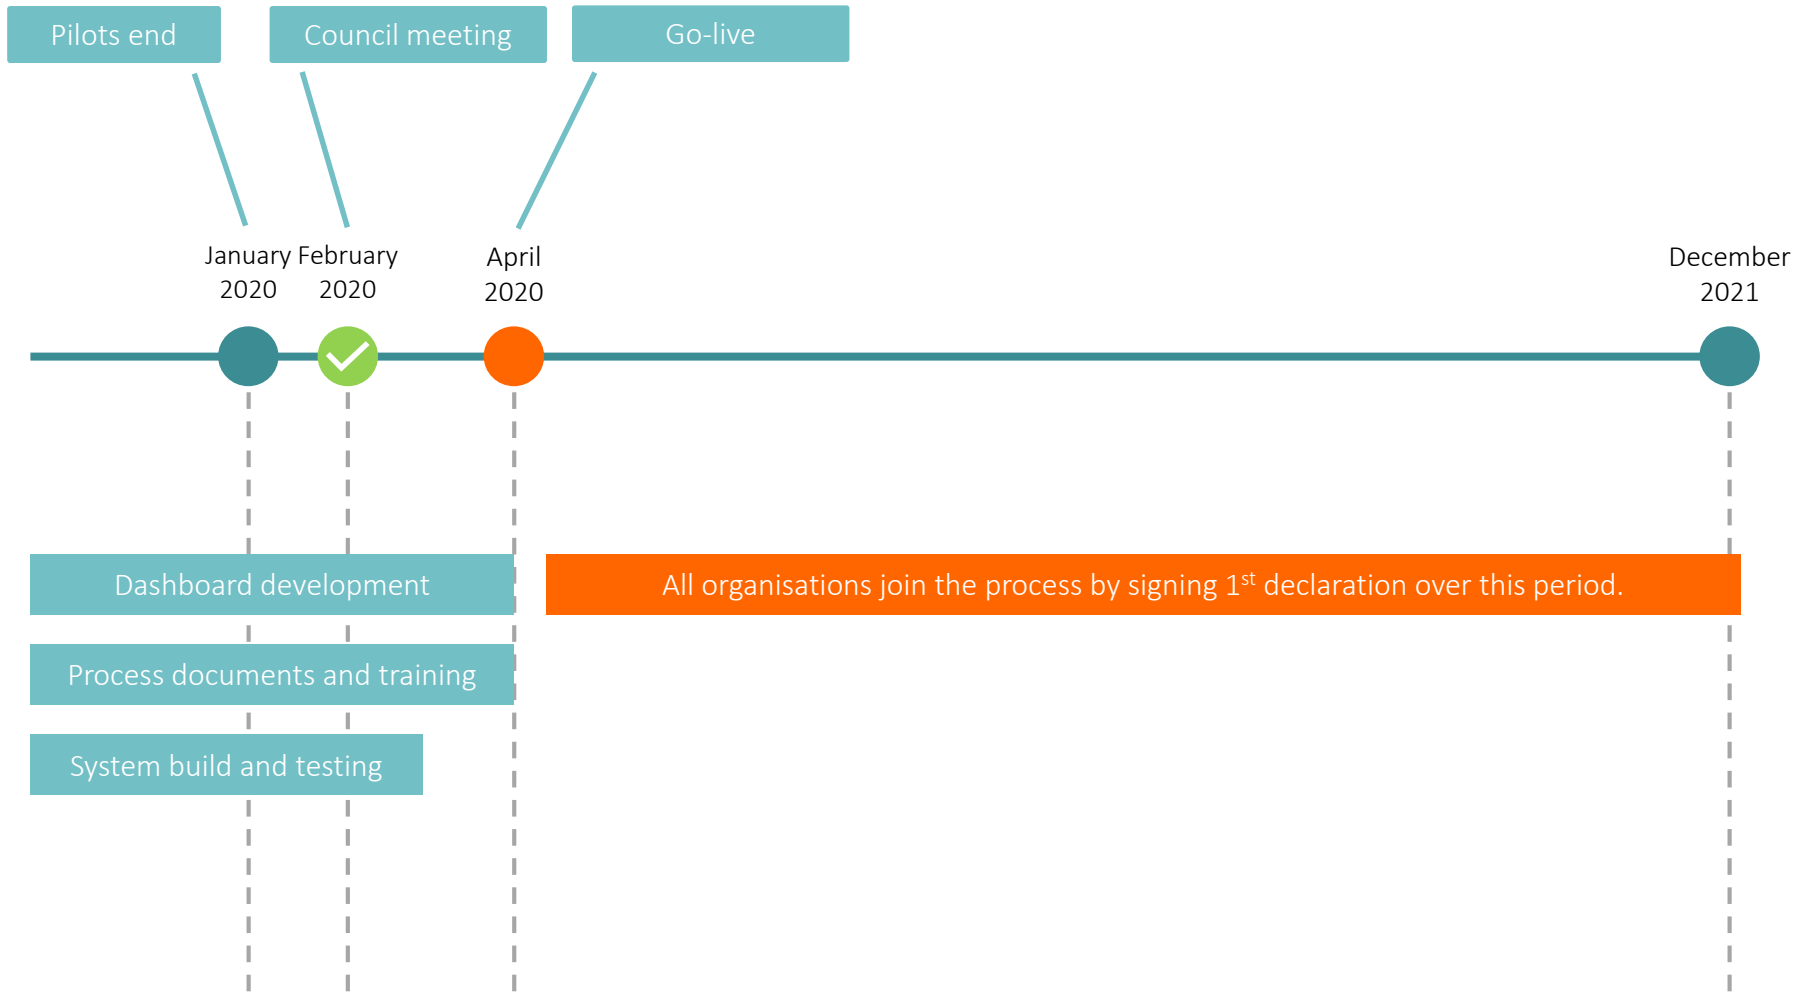 Pilots end
Council meeting
Go-live
January
2020
February
2020
April
2020
December
2021
Dashboard development
All organisations join the process by signing 1st declaration over this period.
Process documents and training
System build and testing